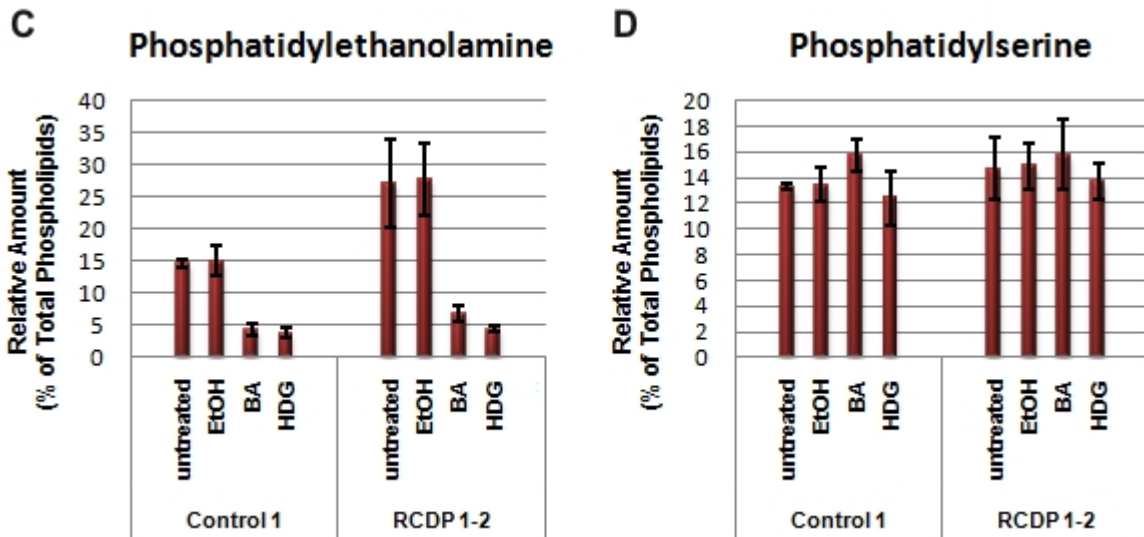 C
Phosphatidylethanolamine
Relative Amount
(% of Total Phospholipids)
40
35
30
25
20
15
10
5
0
untreated
EtOH
BA
HDG
untreated
EtOH
BA
HDG
Control 1
RCDP 1-2
D
Phosphatidylserine
Relative Amount
(% of Total Phospholipids)
20
18
16
14
12
10
8
6
4
2
0
untreated
EtOH
BA
HDG
untreated
EtOH
BA
HDG
Control 1
RCDP 1-2